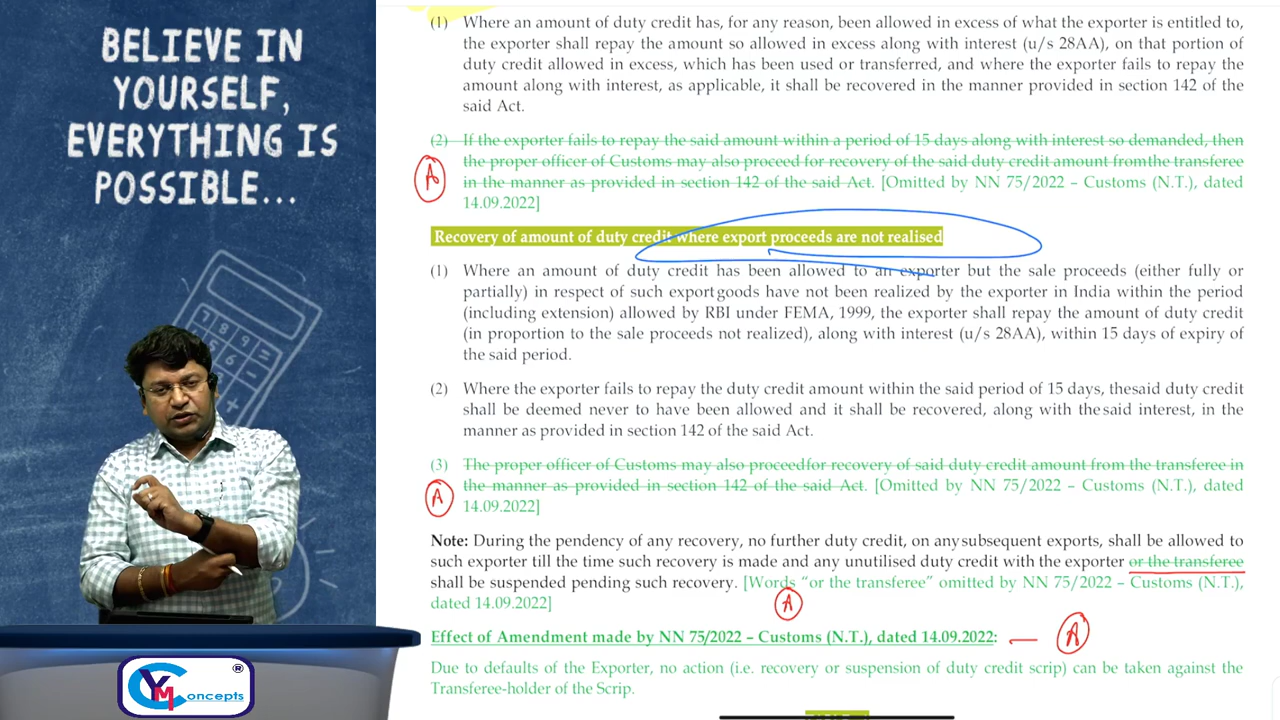 BELIEVE IN
YOURSELF,
EVERYTHING IS
POSSIBLE...
(1) Where an amount of duty credit has, for any reason, been allowed in excess of what the exporter is entitled to,
the exporter shall repay the amount so allowed in excess along with interest (u/s 28AA), on that portion of
duty credit allowed in excess, which has been used or transferred, and where the exporter fails to repay the
amount along with interest, as applicable, it shall be recovered in the manner provided in section 142 of the
said Act.
(2) If the exporter fails to repay the said amount within a period of 15 days along with interest so demanded, then
the proper officer of Customs may also proceed for recovery of the said duty credit amount from the transferee
in the manner as provided in section 142 of the said Act. [Omitted by NN 75/2022 – Customs (N.T.), dated
14.09.2022]
A
Recovery of amount of duty credit where export proceeds are not realised
(1) Where an amount of duty credit has been allowed to an exporter but the sale proceeds (either fully or
partially) in respect of such export goods have not been realized by the exporter in India within the period
(including extension) allowed by RBI under FEMA, 1999, the exporter shall repay the amount of duty credit
(in proportion to the sale proceeds not realized), along with interest (u/s 28AA), within 15 days of expiry of
the said period.
(2) Where the exporter fails to repay the duty credit amount within the said period of 15 days, the said duty credit
shall be deemed never to have been allowed and it shall be recovered, along with the said interest, in the
manner as provided in section 142 of the said Act.
(3) The proper officer of Customs may also proceed for recovery of said duty credit amount from the transferee in
the manner as provided in section 142 of the said Act. [Omitted by NN 75/2022 – Customs (N.T.), dated
14.09.2022]
A
Note: During the pendency of any recovery, no further duty credit, on any subsequent exports, shall be allowed to
such exporter till the time such recovery is made and any unutilised duty credit with the exporter or the transferee
shall be suspended pending such recovery. [Words “or the transferee” omitted by NN 75/2022 – Customs (N.T.),
dated 14.09.2022]
A
Effect of Amendment made by NN 75/2022 – Customs (N.T.), dated 14.09.2022: — A
Due to defaults of the Exporter, no action (i.e. recovery or suspension of duty credit scrip) can be taken against the
Transferee-holder of the Scrip.
YM Concepts ®